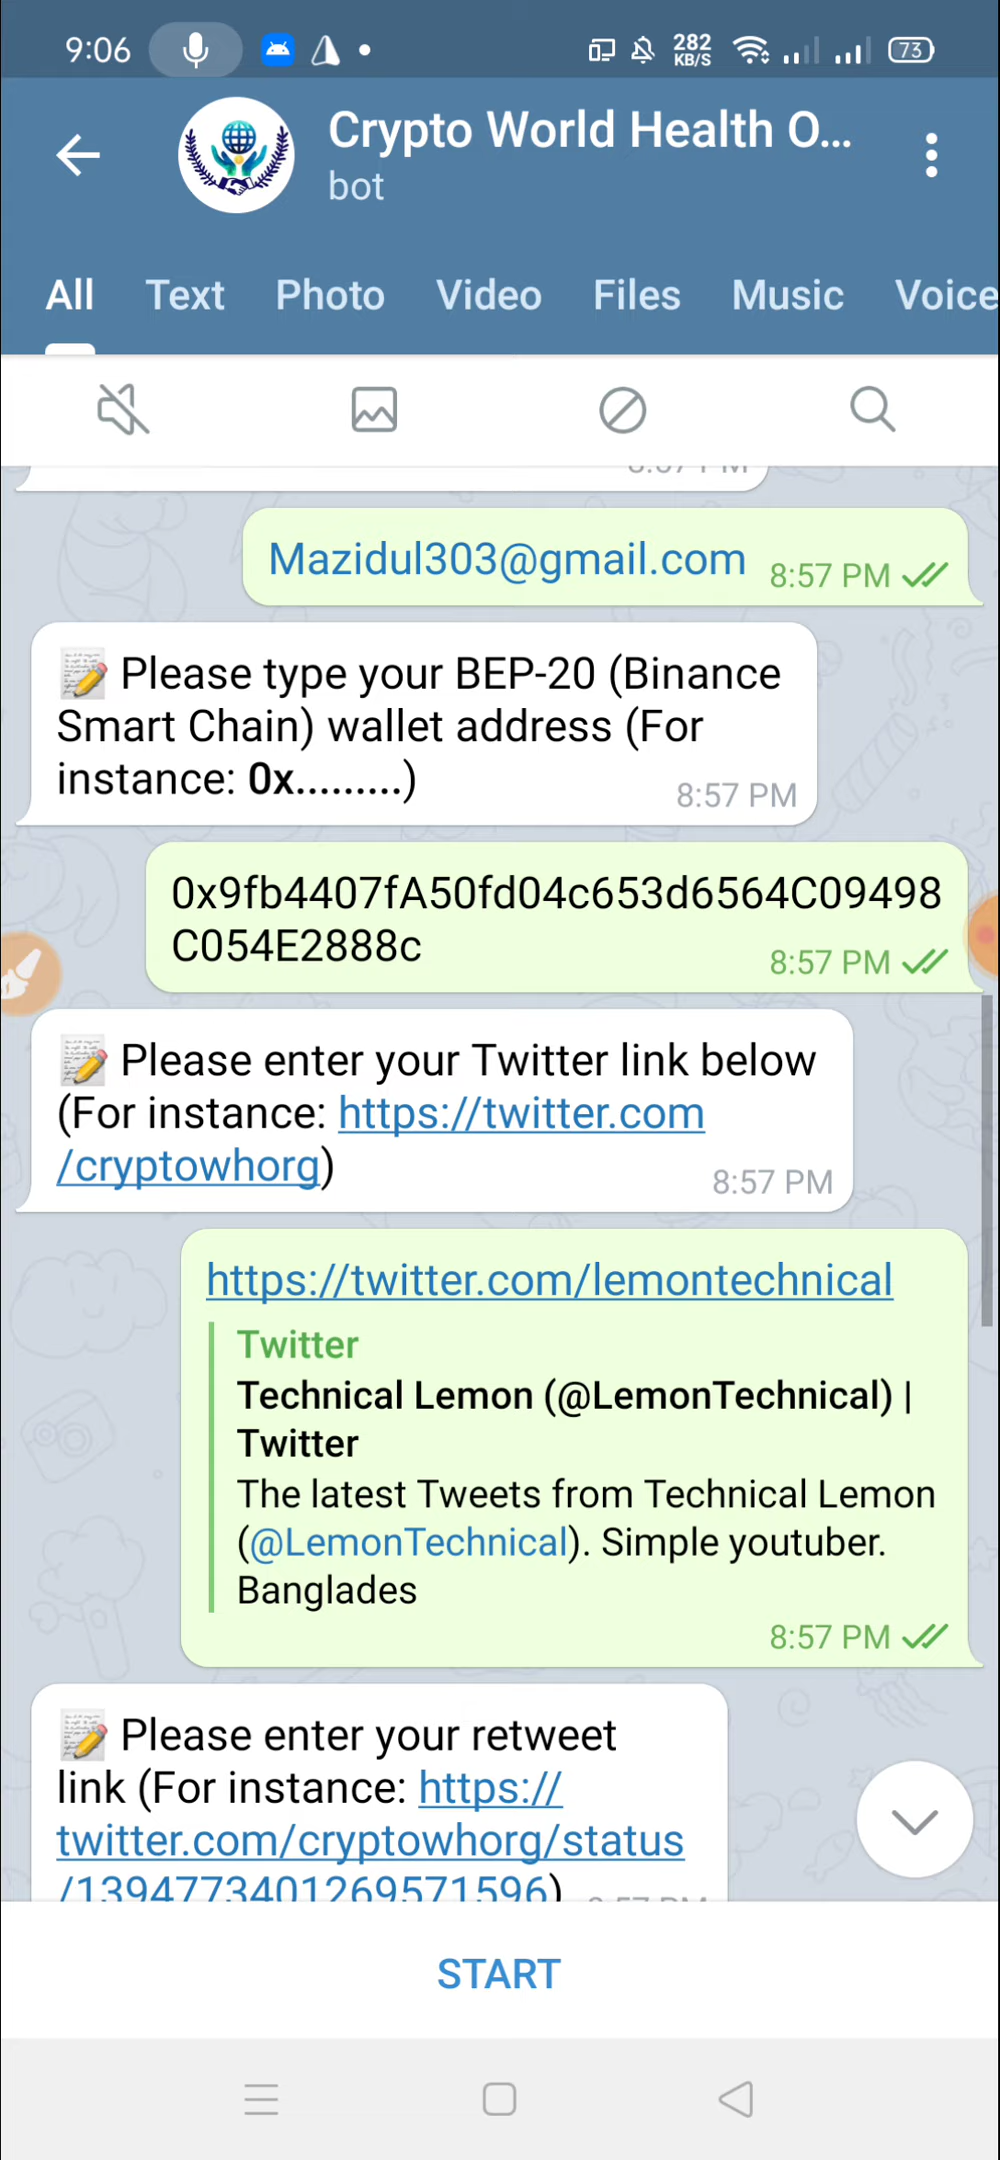 9:06
282
KB/S
73
Crypto World Health O...
bot
All Text Photo Video Files Music Voice
Mazidul303@gmail.com
8:57 PM
Please type your BEP-20 (Binance
Smart Chain) wallet address (For
instance: 0x.........)
8:57 PM
0x9fb4407fA50fd04c653d6564C09498
C054E2888c
8:57 PM
Please enter your Twitter link below
(For instance: https://twitter.com
/cryptowhorg)
8:57 PM
https://twitter.com/lemontechnical
Twitter
Technical Lemon (@LemonTechnical) |
Twitter
The latest Tweets from Technical Lemon
(@LemonTechnical). Simple youtuber.
Banglades
8:57 PM
Please enter your retweet
link (For instance: https://
twitter.com/cryptowhorg/status
/1394773401269571596)
START